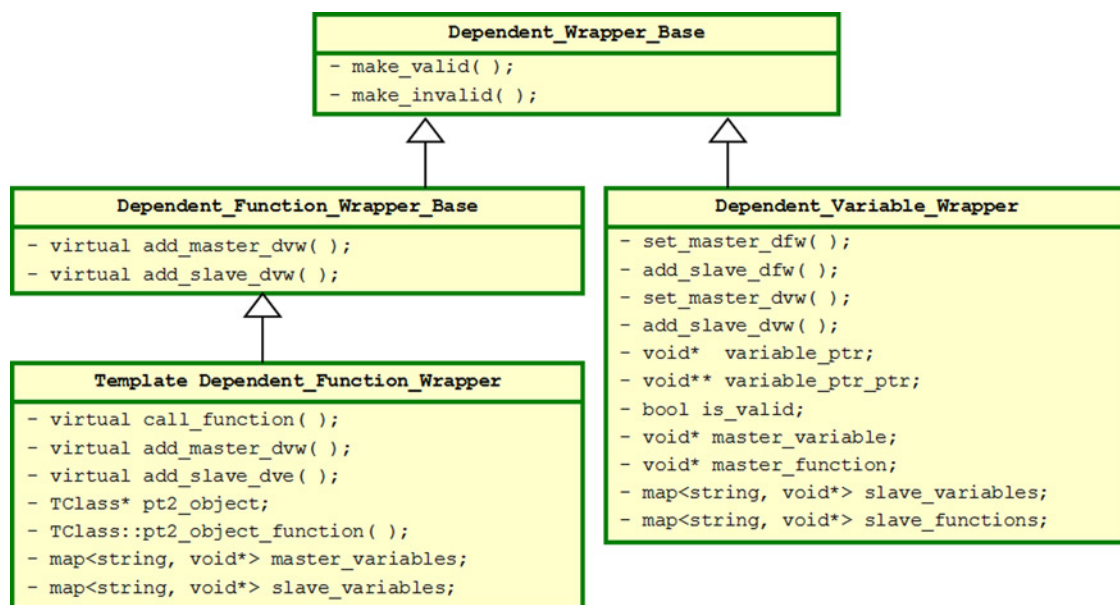 Dependent_Wrapper_Base
- make_valid( );
- make_invalid( );
Dependent_Function_Wrapper_Base
- virtual add_master_dvw( );
- virtual add_slave_dvw( );
Template Dependent_Function_Wrapper
- virtual call_function( );
- virtual add_master_dvw( );
- virtual add_slave_dve( );
- TClass* pt2_object;
- TClass::pt2_object_function( );
- map<string, void*> master_variables;
- map<string, void*> slave_variables;
Dependent_Variable_Wrapper
- set_master_dfw( );
- add_slave_dfw( );
- set_master_dvw( );
- add_slave_dvw( );
- void*  variable_ptr;
- void** variable_ptr_ptr;
- bool is_valid;
- void* master_variable;
- void* master_function;
- map<string, void*> slave_variables;
- map<string, void*> slave_functions;